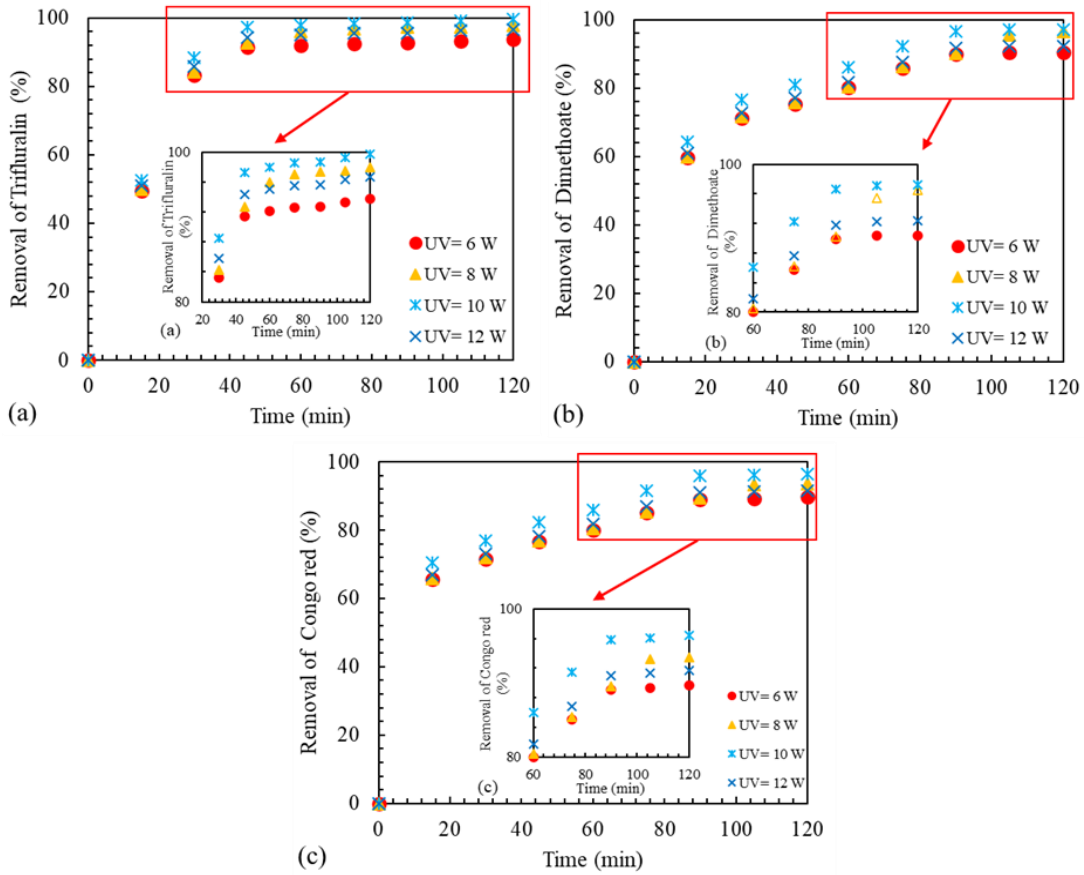 100
80
60
40
20
0
Removal of Trifluralin (%)
0 20 40 60 80 100 120
Time (min)
(a)
100
80
Removal of Trifluralin
(%)
20 40 60 80 100 120
Time (min)
(a)
UV= 6 W
UV= 8 W
UV= 10 W
UV= 12 W
100
80
60
40
20
0
Removal of Dimethoate (%)
0 20 40 60 80 100 120
Time (min)
(b)
100
80
Removal of Dimethoate
(%)
60 80 100 120
Time (min)
(b)
UV= 6 W
UV= 8 W
UV= 10 W
UV= 12 W
100
80
60
40
20
0
Removal of Congo red (%)
0 20 40 60 80 100 120
Time (min)
(c)
100
80
Removal of Congo red
(%)
60 80 100 120
Time (min)
(c)
UV= 6 W
UV= 8 W
UV= 10 W
UV= 12 W